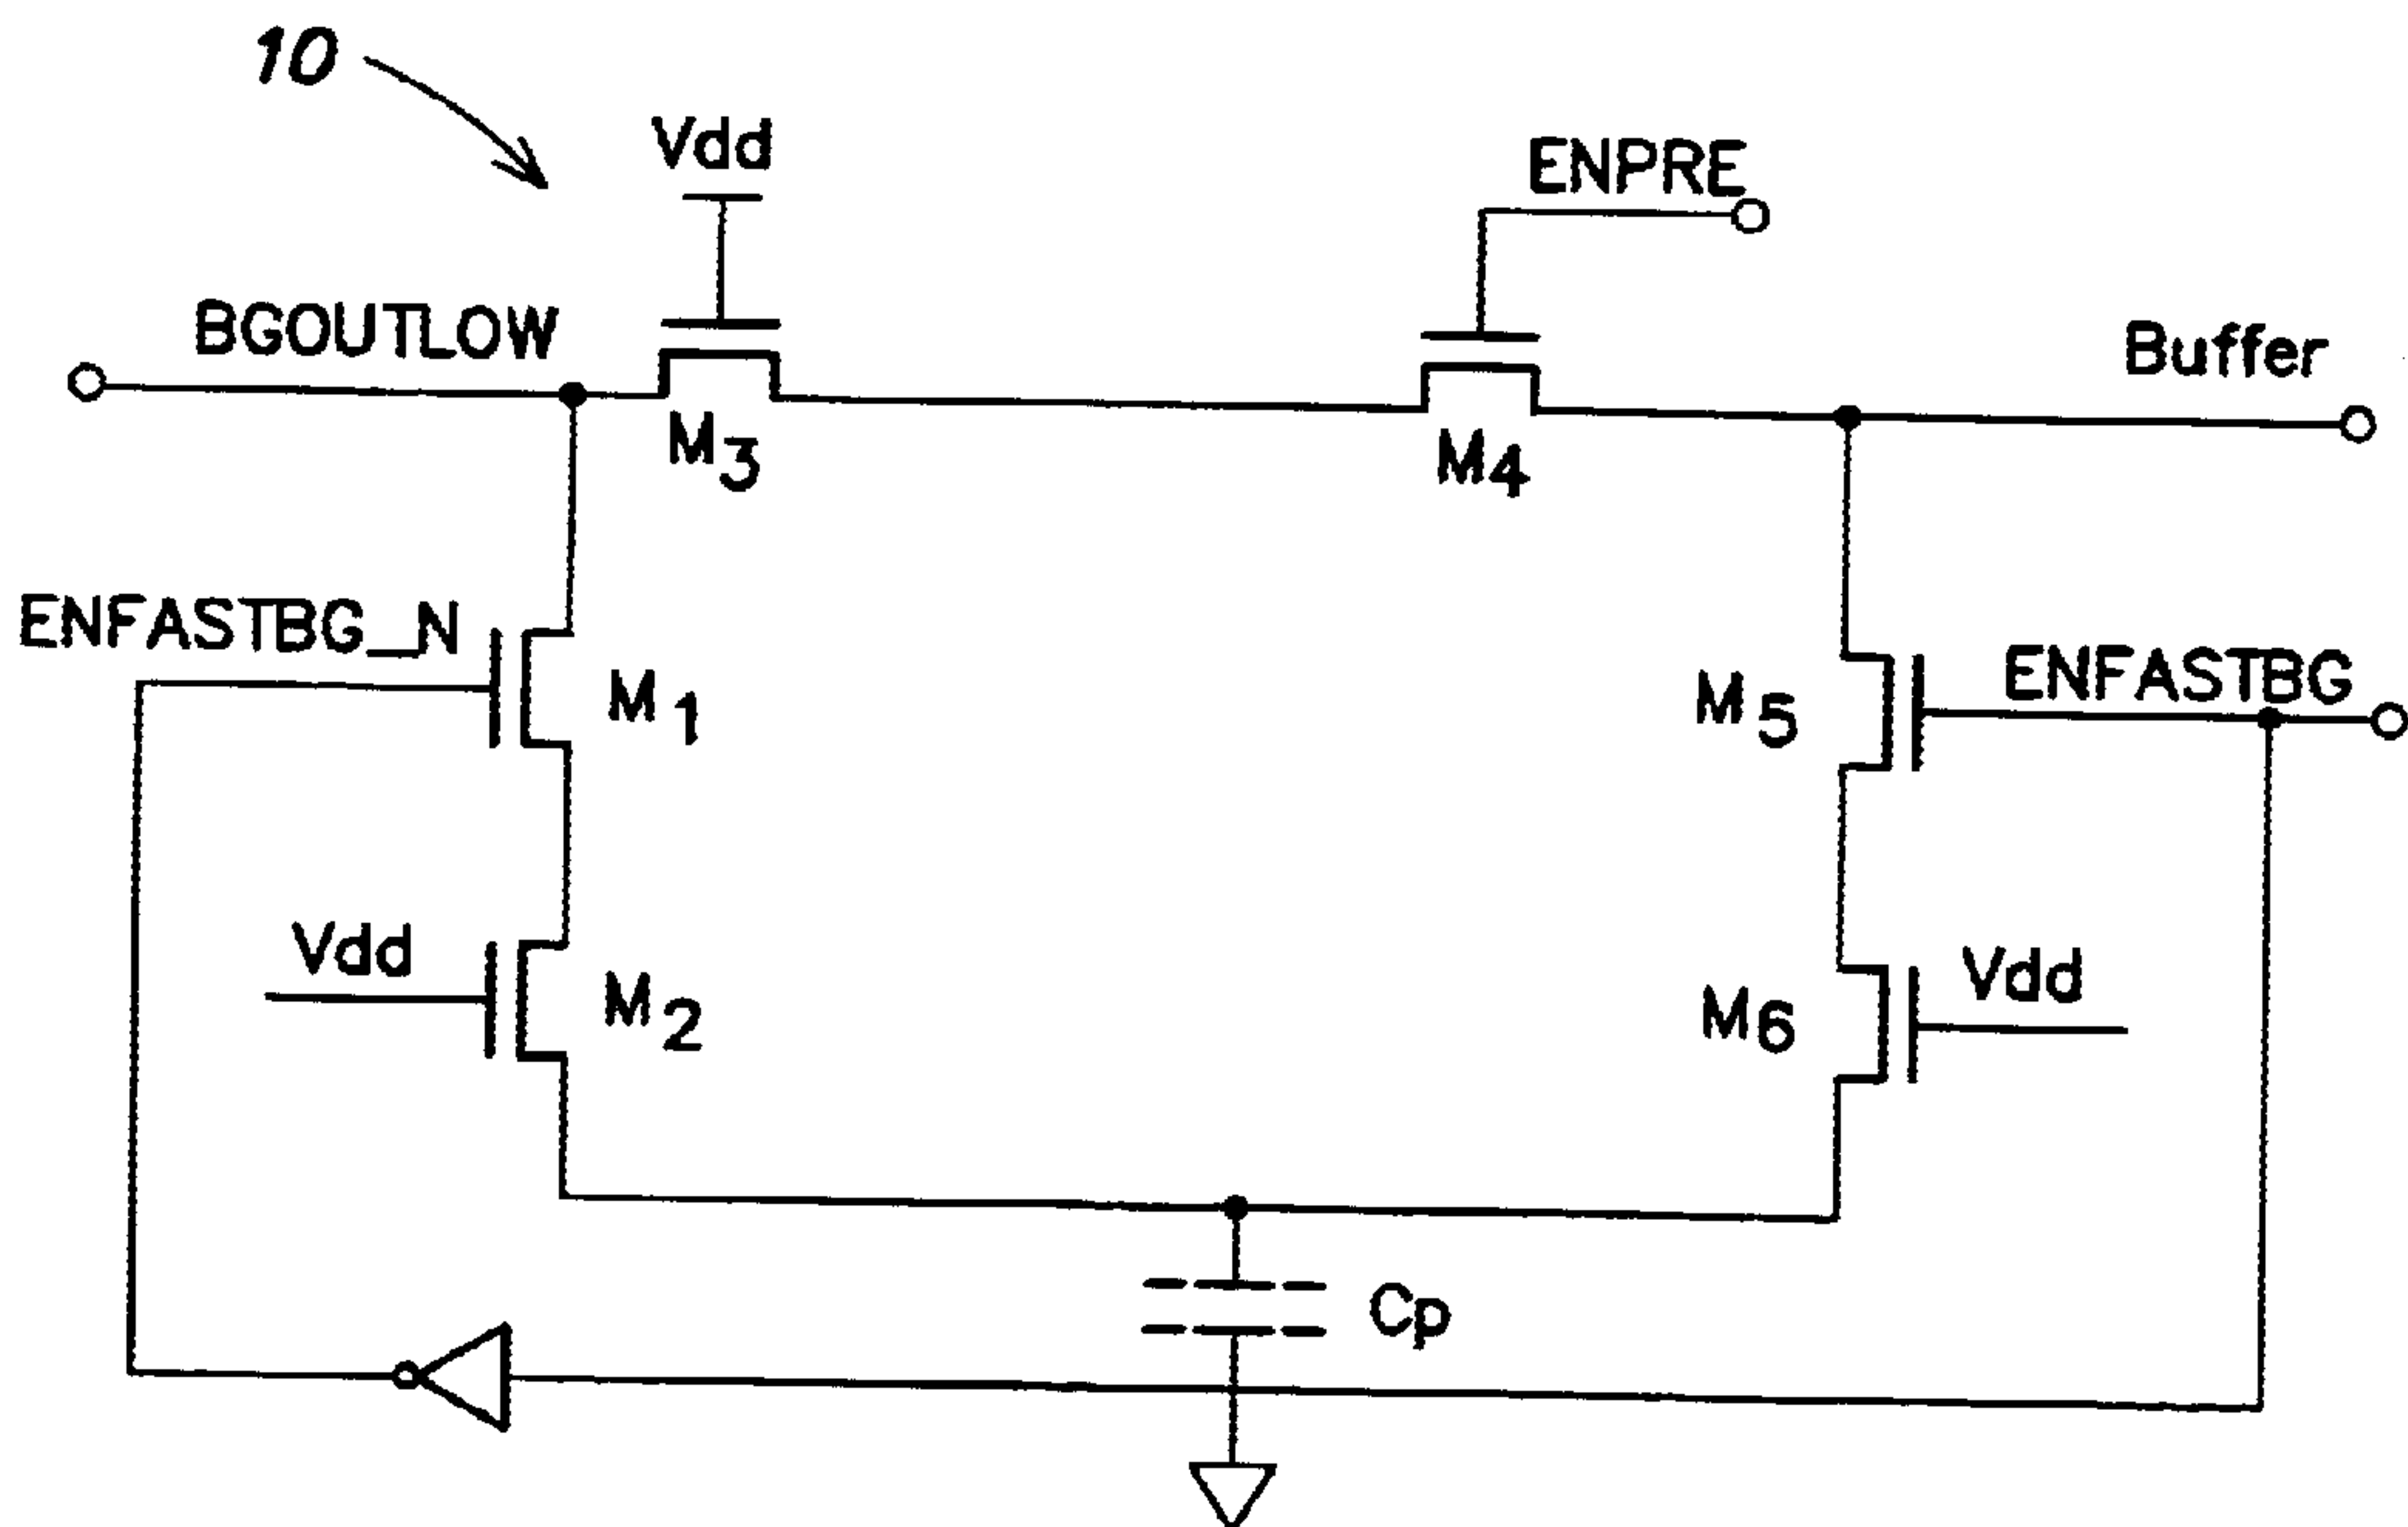 10
Vdd
ENPRE
BGOUTLOW
Buffer
M3
M4
ENFASTBG_N
M1
M5
ENFASTBG
Vdd
M2
M6
Vdd
Cp